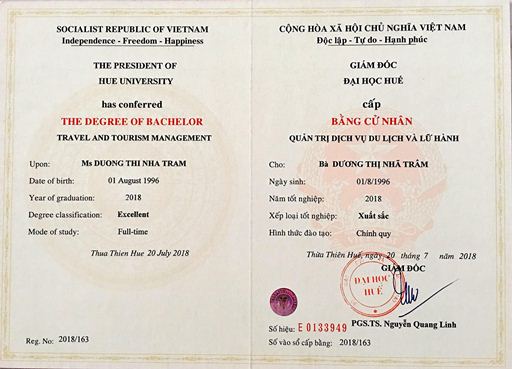 SOCIALIST REPUBLIC OF VIETNAM
Independence - Freedom - Happiness
THE PRESIDENT OF
HUE UNIVERSITY
has conferred
THE DEGREE OF BACHELOR
TRAVEL AND TOURISM MANAGEMENT
Upon: Ms DUONG THI NHA TRAM
Date of birth: 01 August 1996
Year of graduation: 2018
Degree classification: Excellent
Mode of study: Full-time
Thua Thien Hue 20 July 2018
Reg. No: 2018/163
CỘNG HÒA XÃ HỘI CHỦ NGHĨA VIỆT NAM
Độc lập - Tự do - Hạnh phúc
GIÁM ĐỐC
ĐẠI HỌC HUẾ
cấp
BẰNG CỬ NHÂN
QUẢN TRỊ DỊCH VỤ DU LỊCH VÀ LỮ HÀNH
Cho: Bà DƯƠNG THỊ NHÃ TRÂM
Ngày sinh: 01/8/1996
Năm tốt nghiệp: 2018
Xếp loại tốt nghiệp: Xuất sắc
Hình thức đào tạo: Chính quy
Thừa Thiên Huế, ngày 20 tháng 7 năm 2018
GIÁM ĐỐC
ĐẠI HỌC
HUẾ
PGS.TS. Nguyễn Quang Linh
Số hiệu: E 0133949
Số vào sổ cấp bằng: 2018/163